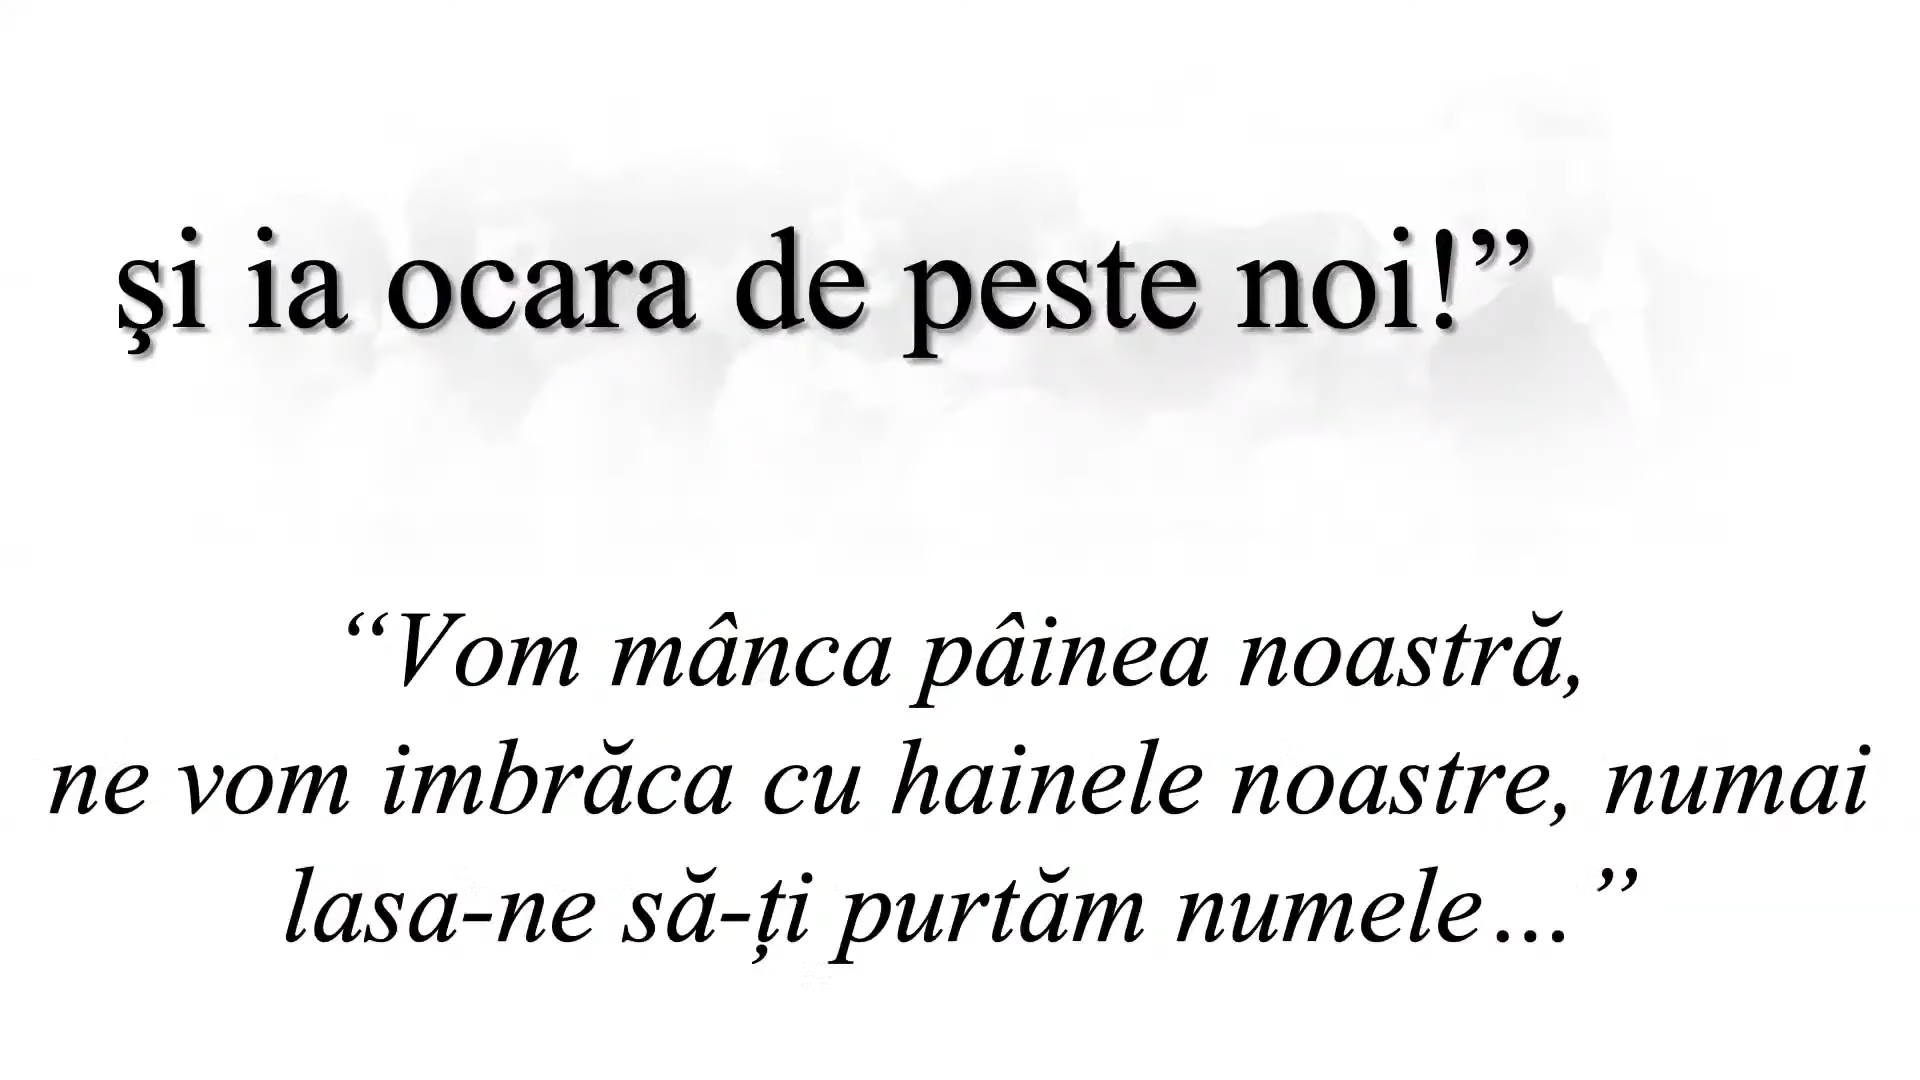 şi ia ocara de peste noi!”
“Vom mânca pâinea noastră,
ne vom imbrăca cu hainele noastre, numai
lasa-ne să-ți purtăm numele…”